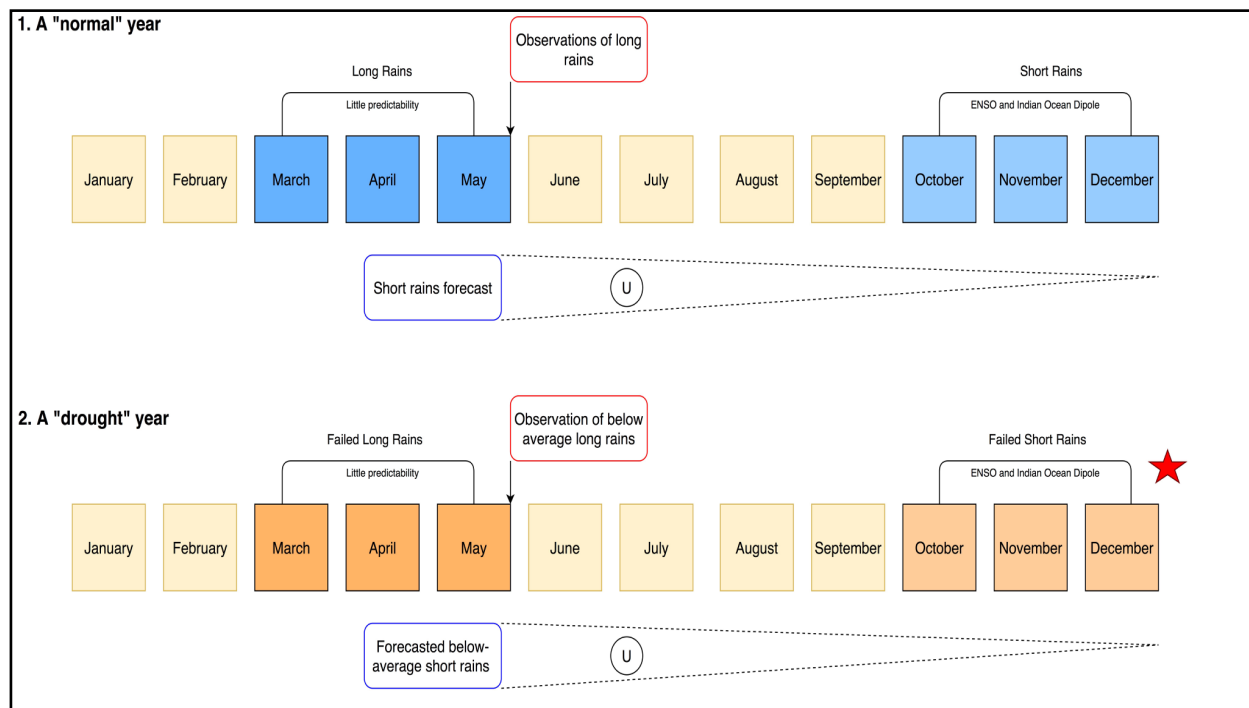 1. A "normal" year
Observations of long
rains
Long Rains
Little predictability
Short Rains
ENSO and Indian Ocean Dipole
January
February
March
April
May
June
July
August
September
October
November
December
Short rains forecast
U
2. A "drought" year
Observation of below
average long rains
Failed Long Rains
Little predictability
Failed Short Rains
ENSO and Indian Ocean Dipole
January
February
March
April
May
June
July
August
September
October
November
December
Forecasted below-
average short rains
U